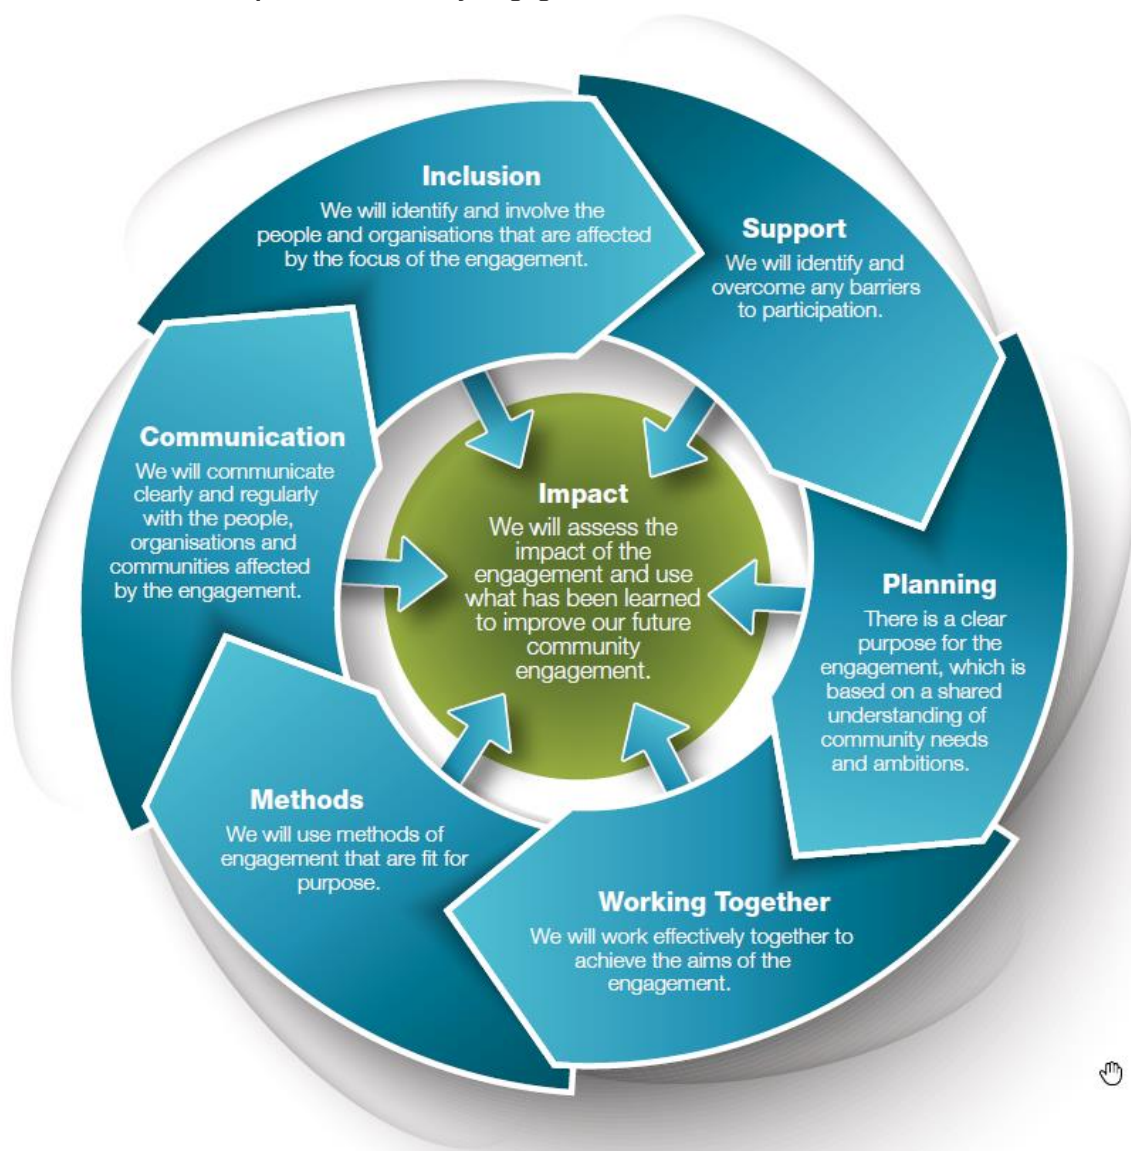 Inclusion
We will identify and involve the
people and organisations that are affected
by the focus of the engagement.
Support
We will identify and
overcome any barriers
to participation.
Planning
There is a clear
purpose for the
engagement, which is
based on a shared
understanding of
community needs
and ambitions.
Working Together
We will work effectively together to
achieve the aims of the
engagement.
Methods
We will use methods of
engagement that are fit for
purpose.
Communication
We will communicate
clearly and regularly
with the people,
organisations and
communities affected
by the engagement.
Impact
We will assess the
impact of the
engagement and use
what has been learned
to improve our future
community
engagement.